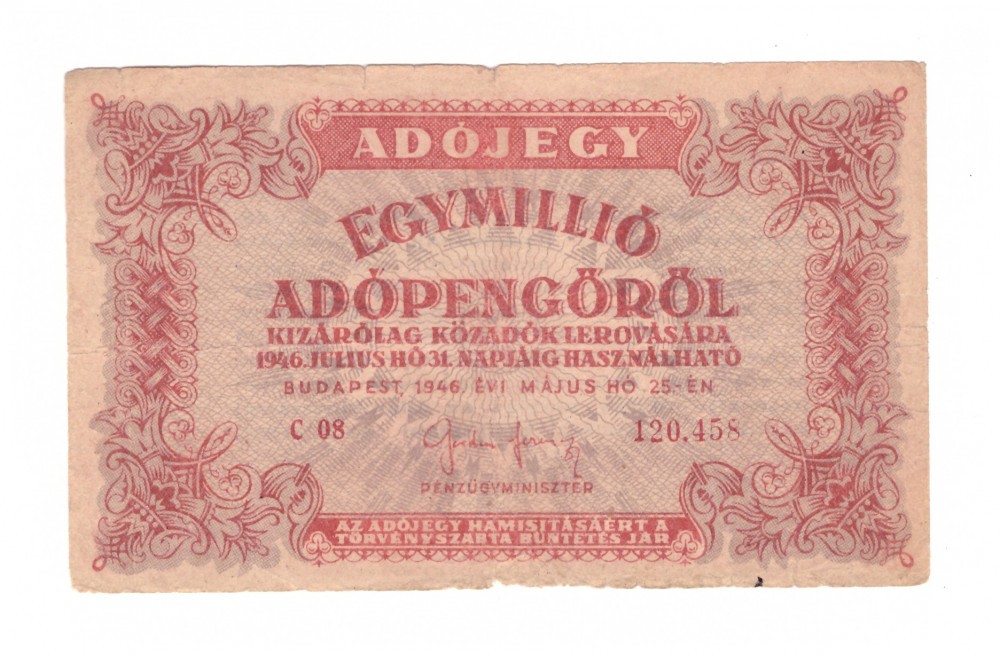 ADÓJEGY
EGYMILLIÓ
ADÓPENGŐRŐL
KIZÁRÓLAG KÖZADÓK LEROVÁSÁRA
1946. JULIUS HÓ 31. NAPJÁIG HASZNÁLHATÓ
BUDAPEST, 1946. ÉVI MÁJUS HÓ 25-ÉN
C 08 120.458
PÉNZÜGYMINISZTER
AZ ADÓJEGY HAMISITÁSÁÉRT A
TÖRVÉNYSZABTA BÜNTETÉS JÁR